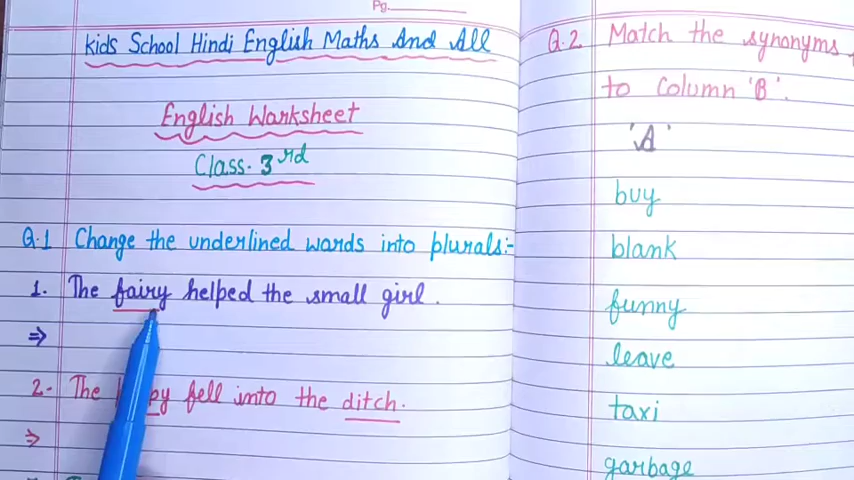 Pg.
Kids School Hindi English Maths And All
English Worksheet
Class. 3rd
Q.1 Change the underlined words into plurals:-
1. The fairy helped the small girl.
⇒
2- The fell into the ditch.
⇒
Q.2 Match the synonyms
to Column 'B'.
'A'
buy
blank
funny
leave
taxi
garbage